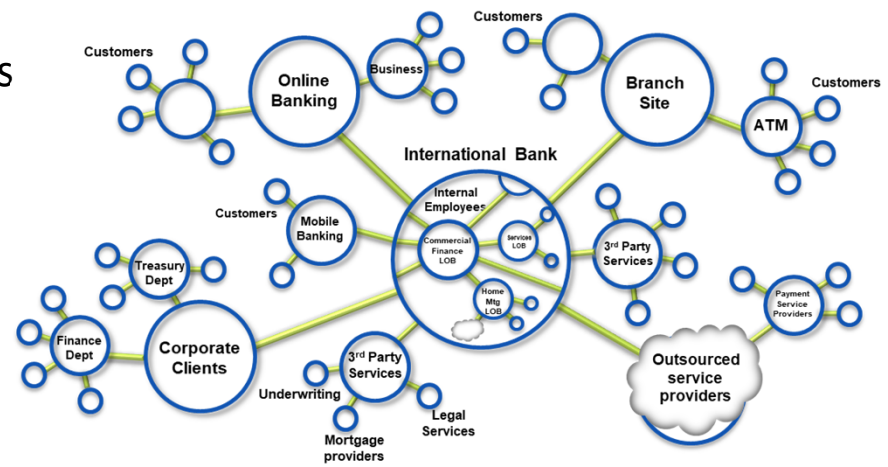 s
Customers
Online
Banking
Business
Customers
Branch
Site
Customers
ATM
International Bank
Internal
Employees
Commercial
Finance
LOB
Services
LOB
Home
Mtg
LOB
Customers
Mobile
Banking
3rd Party
Services
Treasury
Dept
Finance
Dept
Corporate
Clients
3rd Party
Services
Underwriting
Mortgage
providers
Legal
Services
Payment
Service
Providers
Outsourced
service
providers